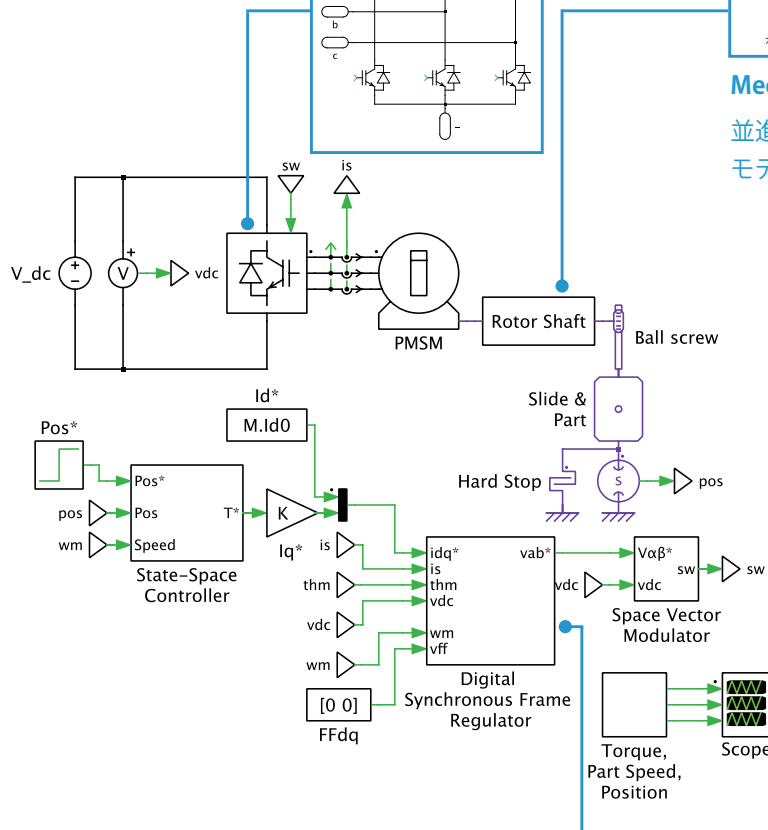 b
c
−
Me
並進
モデ
sw
is
V_dc
+
−
V
+
vdc
PMSM
Rotor Shaft
Ball screw
Slide &
Part
Hard Stop
S
pos
Id*
M.Id0
Pos*
Pos*
pos
Pos
wm
Speed
T*
State-Space
Controller
K
Iq*
is
thm
vdc
wm
[0 0]
FFdq
idq*
is
thm
vdc
wm
vff
vab*
Digital
Synchronous Frame
Regulator
vdc
Vαβ*
vdc
sw
sw
Space Vector
Modulator
Torque,
Part Speed,
Position
Scope